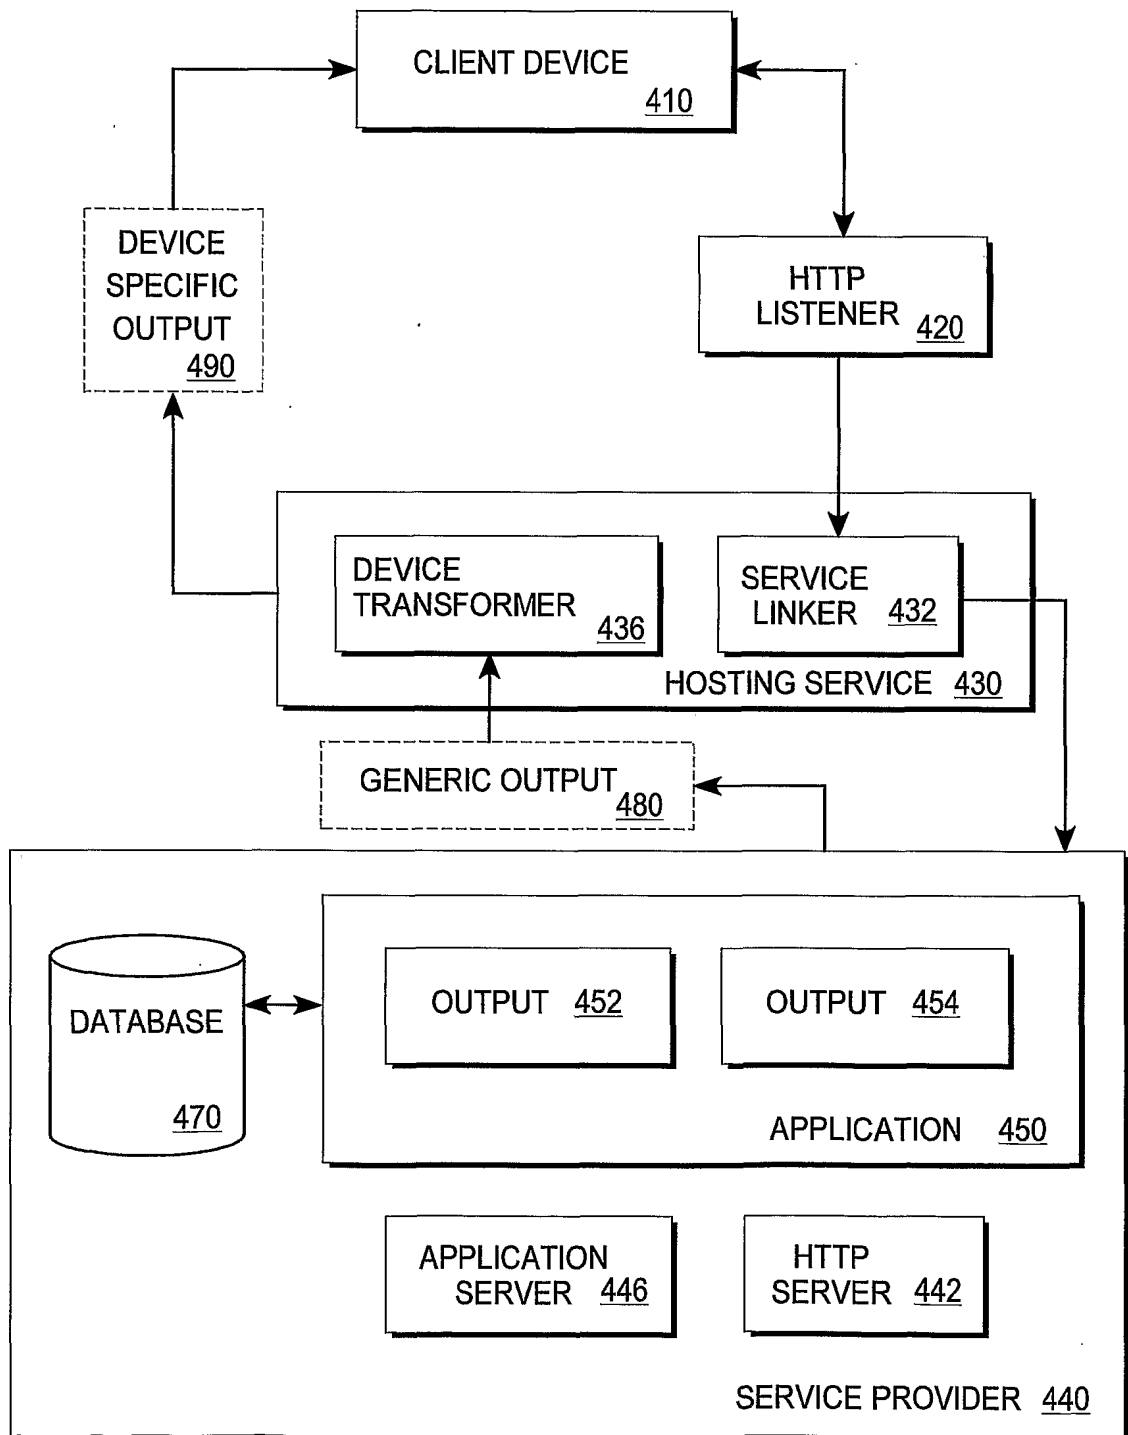 CLIENT DEVICE
410
DEVICE
SPECIFIC
OUTPUT
490
HTTP
LISTENER 420
DEVICE
TRANSFORMER
436
SERVICE
LINKER 432
HOSTING SERVICE 430
GENERIC OUTPUT
480
DATABASE
470
OUTPUT 452
OUTPUT 454
APPLICATION 450
APPLICATION
SERVER 446
HTTP
SERVER 442
SERVICE PROVIDER 440